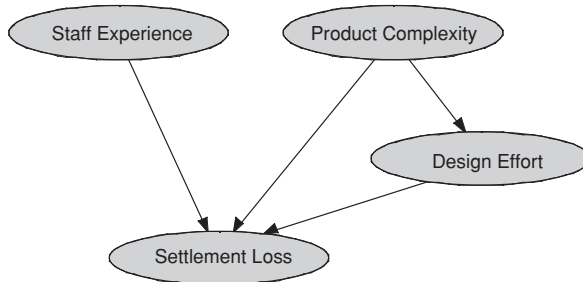 Staff Experience
Product Complexity
Design Effort
Settlement Loss